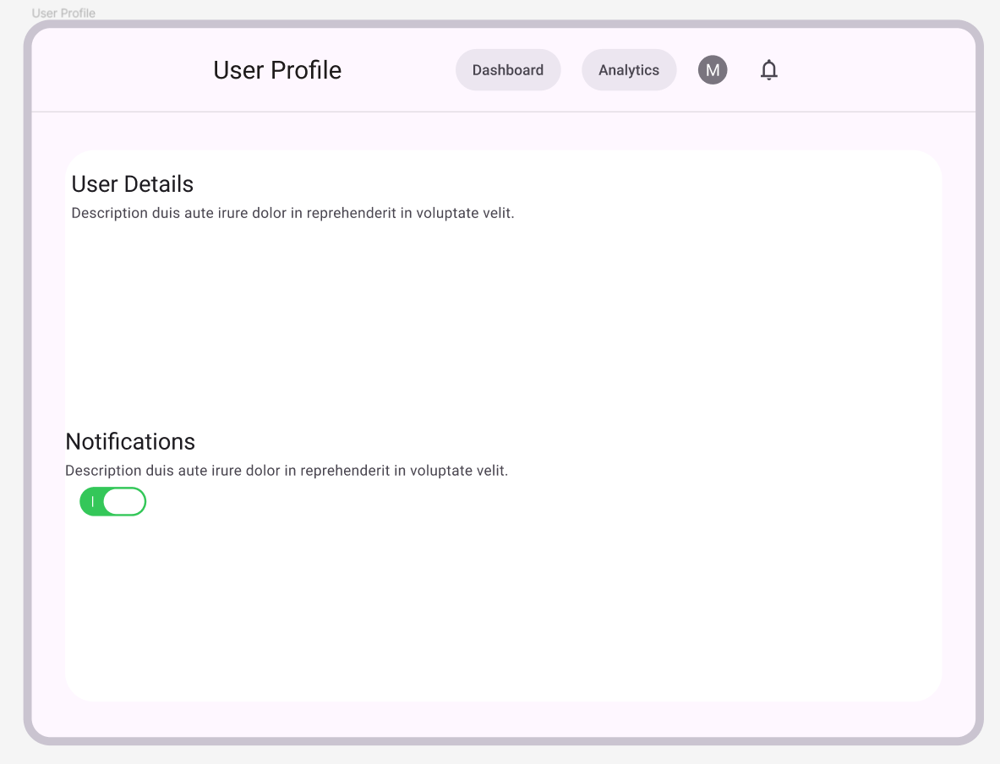 User Profile
User Profile
Dashboard
Analytics
M
User Details
Description duis aute irure dolor in reprehenderit in voluptate velit.
Notifications
Description duis aute irure dolor in reprehenderit in voluptate velit.